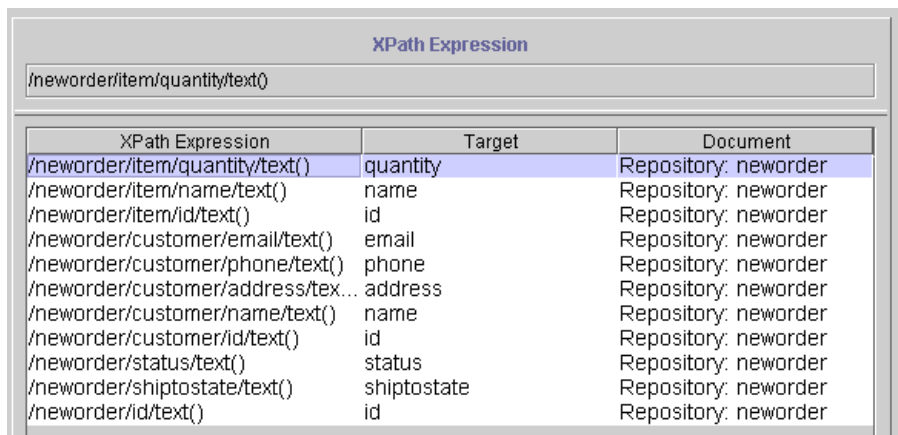 XPath Expression
/neworder/item/quantity/text()
XPath Expression Target Document
/neworder/item/quantity/text() quantity Repository: neworder
/neworder/item/name/text() name Repository: neworder
/neworder/item/id/text() id Repository: neworder
/neworder/customer/email/text() email Repository: neworder
/neworder/customer/phone/text() phone Repository: neworder
/neworder/customer/address/tex... address Repository: neworder
/neworder/customer/name/text() name Repository: neworder
/neworder/customer/id/text() id Repository: neworder
/neworder/status/text() status Repository: neworder
/neworder/shiptostate/text() shiptostate Repository: neworder
/neworder/id/text() id Repository: neworder